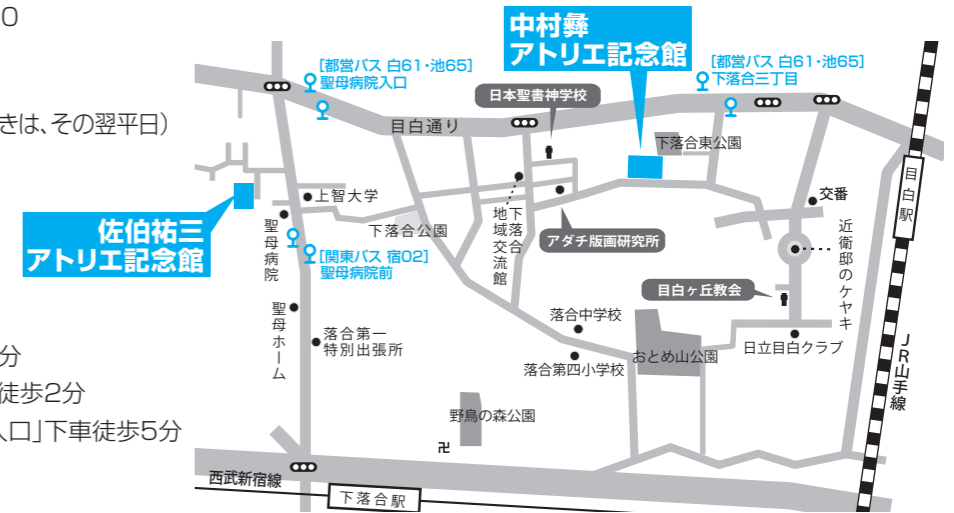 0
きは、その翌平日)
分
徒歩2分
入口」下車徒歩5分
中村彝
アトリエ記念館
[都営バス 白61・池65]
聖母病院入口
[都営バス 白61・池65]
下落合三丁目
日本聖書神学校
目白通り
下落合東公園
目白駅
上智大学
交番
佐伯祐三
アトリエ記念館
聖母病院
下落合公園
下落合
地域交流館
アダチ版画研究所
近衛邸のケヤキ
[関東バス 宿02]
聖母病院前
目白ヶ丘教会
聖母ホーム
落合第一
特別出張所
落合中学校
落合第四小学校
おとめ山公園
日立目白クラブ
JR山手線
野鳥の森公園
卍
西武新宿線
下落合駅